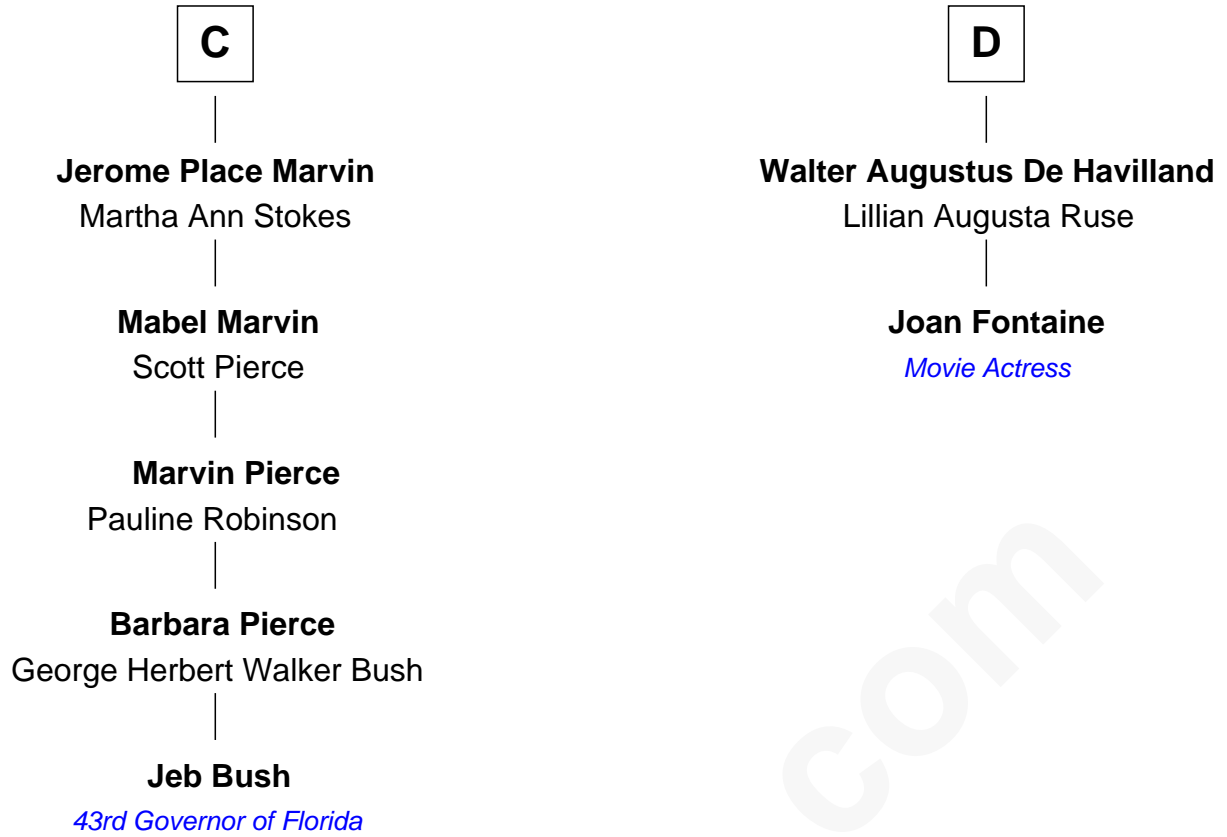 C
Jerome Place Marvin
Martha Ann Stokes
Mabel Marvin
Scott Pierce
Marvin Pierce
Pauline Robinson
Barbara Pierce
George Herbert Walker Bush
Jeb Bush
43rd Governor of Florida
D
Walter Augustus De Havilland
Lillian Augusta Ruse
Joan Fontaine
Movie Actress
com